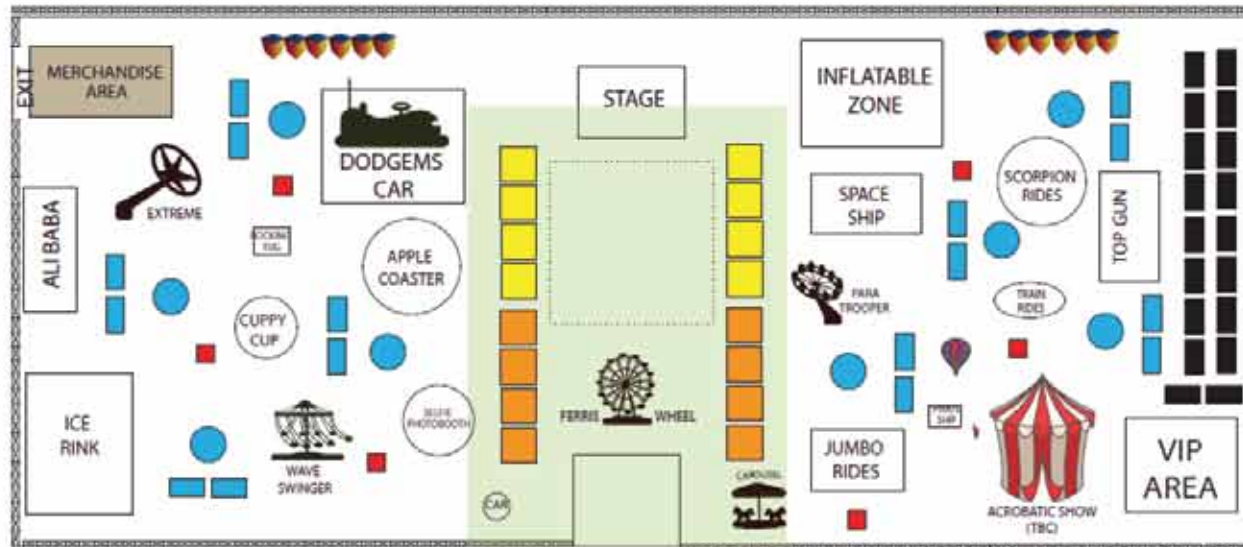 EXIT
MERCHANDISE
AREA
DODGEMS
CAR
STAGE
INFLATABLE
ZONE
EXTREME
ALI BABA
APPLE
COASTER
CUPPY
CUP
SPACE
SHIP
SCORPION
RIDES
TOP GUN
PARA
TROOPER
TRAIN
RIDES
ICE
RINK
WAVE
SWINGER
SELFIE
PHOTOBOOTH
FERRIS WHEEL
CAR
CAROUSEL
JUMBO
RIDES
SHIP
ACROBATIC SHOW
(TBC)
VIP
AREA